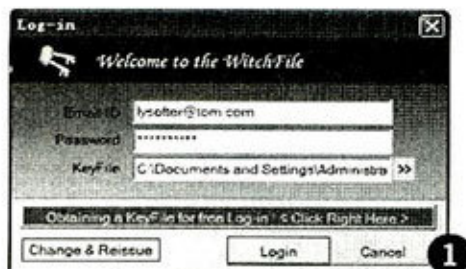 Log-in
Welcome to the WitchFile
Email ID lysofter@tom.com
Password **********
KeyFile C:\Documents and Settings\Administra >>
Obtaining a KeyFile for free Log-in < Click Right Here >
Change & Reissue Login Cancel
1